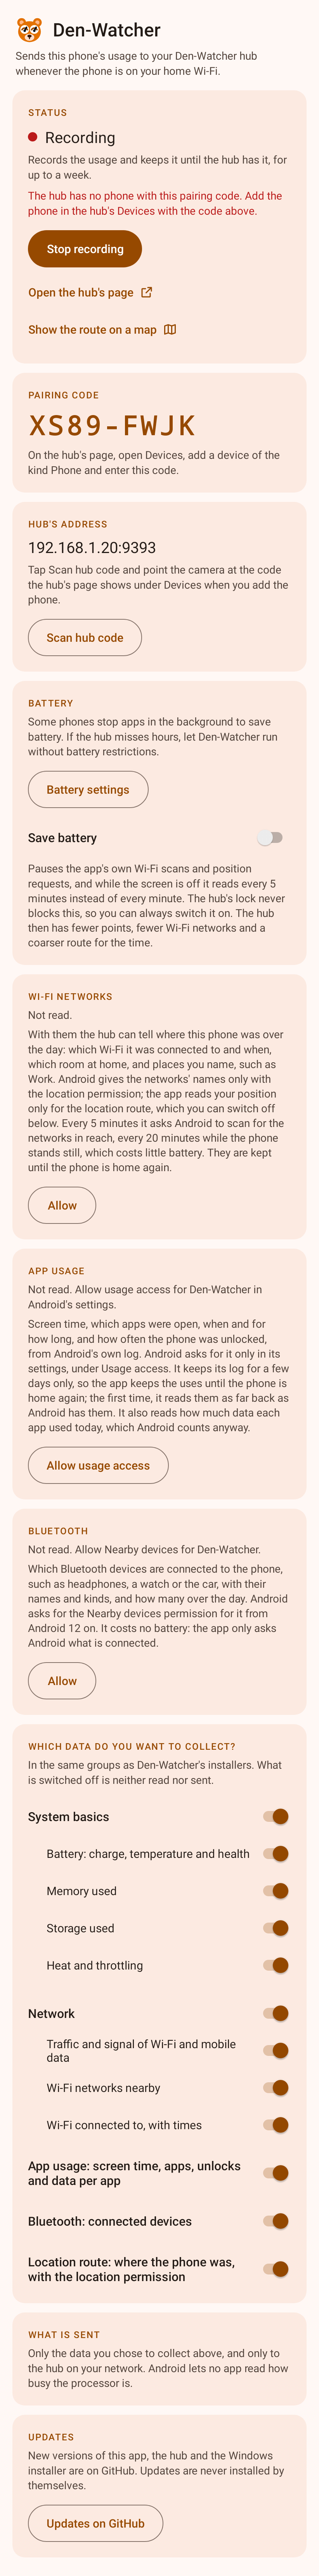 Den-Watcher
Sends this phone's usage to your Den-Watcher hub
whenever the phone is on your home Wi-Fi.
STATUS
Recording
Records the usage and keeps it until the hub has it, for
up to a week.
The hub has no phone with this pairing code. Add the
phone in the hub's Devices with the code above.
Stop recording
Open the hub's page
Show the route on a map
PAIRING CODE
XS89-FWJK
On the hub's page, open Devices, add a device of the
kind Phone and enter this code.
HUB'S ADDRESS
192.168.1.20:9393
Tap Scan hub code and point the camera at the code
the hub's page shows under Devices when you add the
phone.
Scan hub code
BATTERY
Some phones stop apps in the background to save
battery. If the hub misses hours, let Den-Watcher run
without battery restrictions.
Battery settings
Save battery
Pauses the app's own Wi-Fi scans and position
requests, and while the screen is off it reads every 5
minutes instead of every minute. The hub's lock never
blocks this, so you can always switch it on. The hub
then has fewer points, fewer Wi-Fi networks and a
coarser route for the time.
WI-FI NETWORKS
Not read.
With them the hub can tell where this phone was over
the day: which Wi-Fi it was connected to and when,
which room at home, and places you name, such as
Work. Android gives the networks' names only with
the location permission; the app reads your position
only for the location route, which you can switch off
below. Every 5 minutes it asks Android to scan for the
networks in reach, every 20 minutes while the phone
stands still, which costs little battery. They are kept
until the phone is home again.
Allow
APP USAGE
Not read. Allow usage access for Den-Watcher in
Android's settings.
Screen time, which apps were open, when and for
how long, and how often the phone was unlocked,
from Android's own log. Android asks for it only in its
settings, under Usage access. It keeps its log for a few
days only, so the app keeps the uses until the phone is
home again; the first time, it reads them as far back as
Android has them. It also reads how much data each
app used today, which Android counts anyway.
Allow usage access
BLUETOOTH
Not read. Allow Nearby devices for Den-Watcher.
Which Bluetooth devices are connected to the phone,
such as headphones, a watch or the car, with their
names and kinds, and how many over the day. Android
asks for the Nearby devices permission for it from
Android 12 on. It costs no battery: the app only asks
Android what is connected.
Allow
WHICH DATA DO YOU WANT TO COLLECT?
In the same groups as Den-Watcher's installers. What
is switched off is neither read nor sent.
System basics
Battery: charge, temperature and health
Memory used
Storage used
Heat and throttling
Network
Traffic and signal of Wi-Fi and mobile
data
Wi-Fi networks nearby
Wi-Fi connected to, with times
App usage: screen time, apps, unlocks
and data per app
Bluetooth: connected devices
Location route: where the phone was,
with the location permission
WHAT IS SENT
Only the data you chose to collect above, and only to
the hub on your network. Android lets no app read how
busy the processor is.
UPDATES
New versions of this app, the hub and the Windows
installer are on GitHub. Updates are never installed by
themselves.
Updates on GitHub